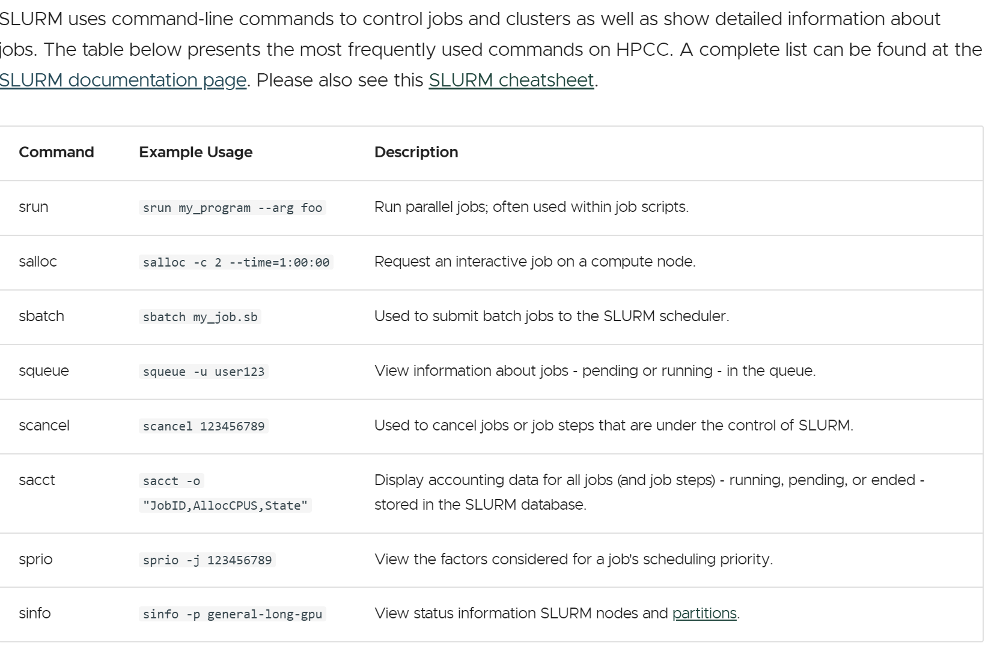 SLURM uses command-line commands to control jobs and clusters as well as show detailed information about
jobs. The table below presents the most frequently used commands on HPCC. A complete list can be found at the
SLURM documentation page. Please also see this SLURM cheatsheet.
Command Example Usage Description
srun srun my_program --arg foo Run parallel jobs; often used within job scripts.
salloc salloc -c 2 --time=1:00:00 Request an interactive job on a compute node.
sbatch sbatch my_job.sb Used to submit batch jobs to the SLURM scheduler.
squeue squeue -u user123 View information about jobs - pending or running - in the queue.
scancel scancel 123456789 Used to cancel jobs or job steps that are under the control of SLURM.
sacct sacct -o Display accounting data for all jobs (and job steps) - running, pending, or ended -
"JobID,AllocCPUS,State" stored in the SLURM database.
sprio sprio -j 123456789 View the factors considered for a job's scheduling priority.
sinfo sinfo -p general-long-gpu View status information SLURM nodes and partitions.